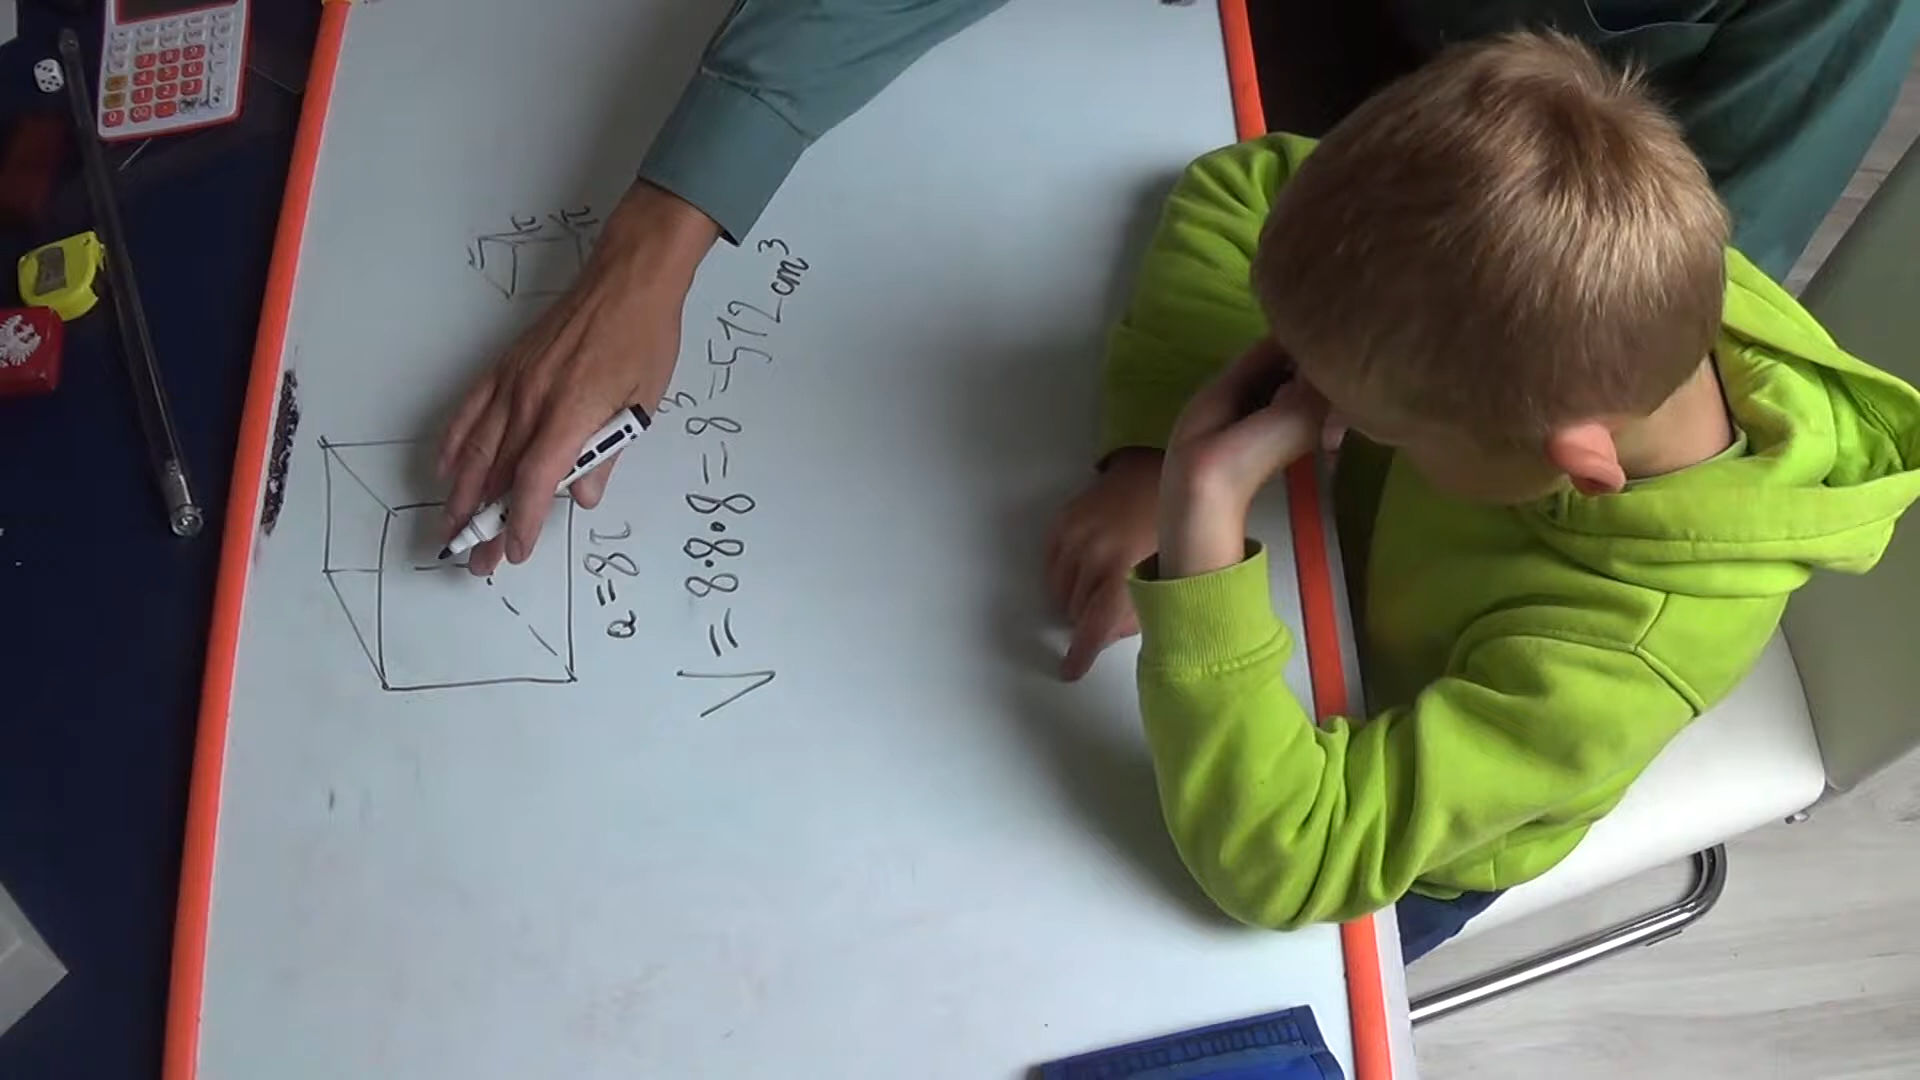 a = 8
V = 8·8·8 = 8³ = 512 cm³